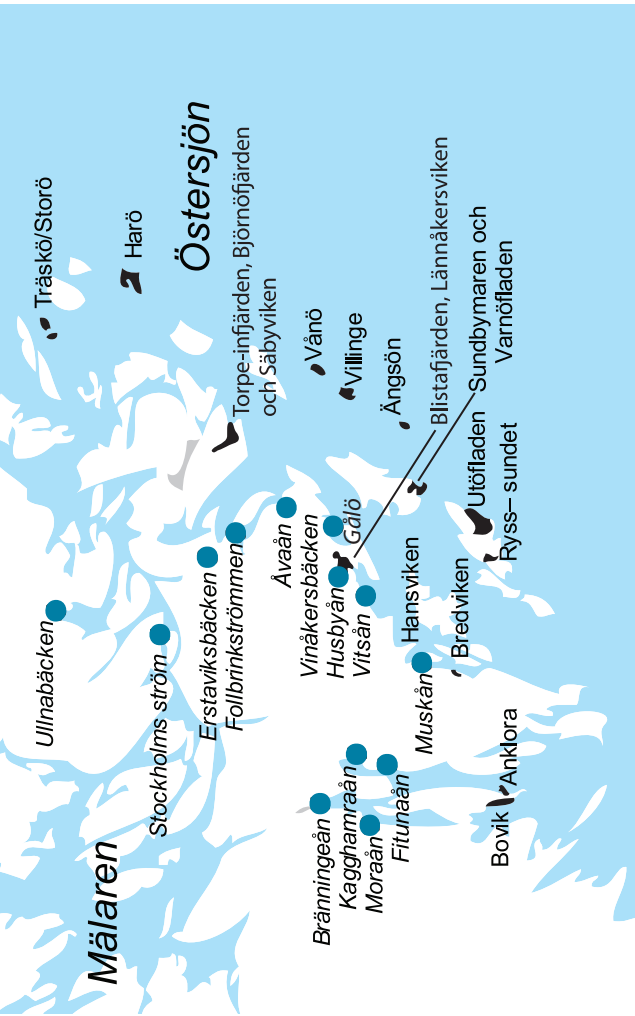 Träskö/Storö
Harö
Östersjön
Torpe-infjärden, Björnöfjärden
och Säbyviken
Vånö
Villinge
Ängsön
Blistafjärden, Lännåkersviken
Sundbymaren och
Varnöfladen
Utöfladen
Ryss– sundet
Gålö
Ullnabäcken
Stockholms ström
Erstaviksbäcken
Follbrinkströmmen
Åvaån
Vinåkersbäcken
Husbyån
Vitsån
Hansviken
Bredviken
Muskån
Mälaren
Bränningeån
Kagghamraån
Moraån
Fitunaån
Bovik
Anklora